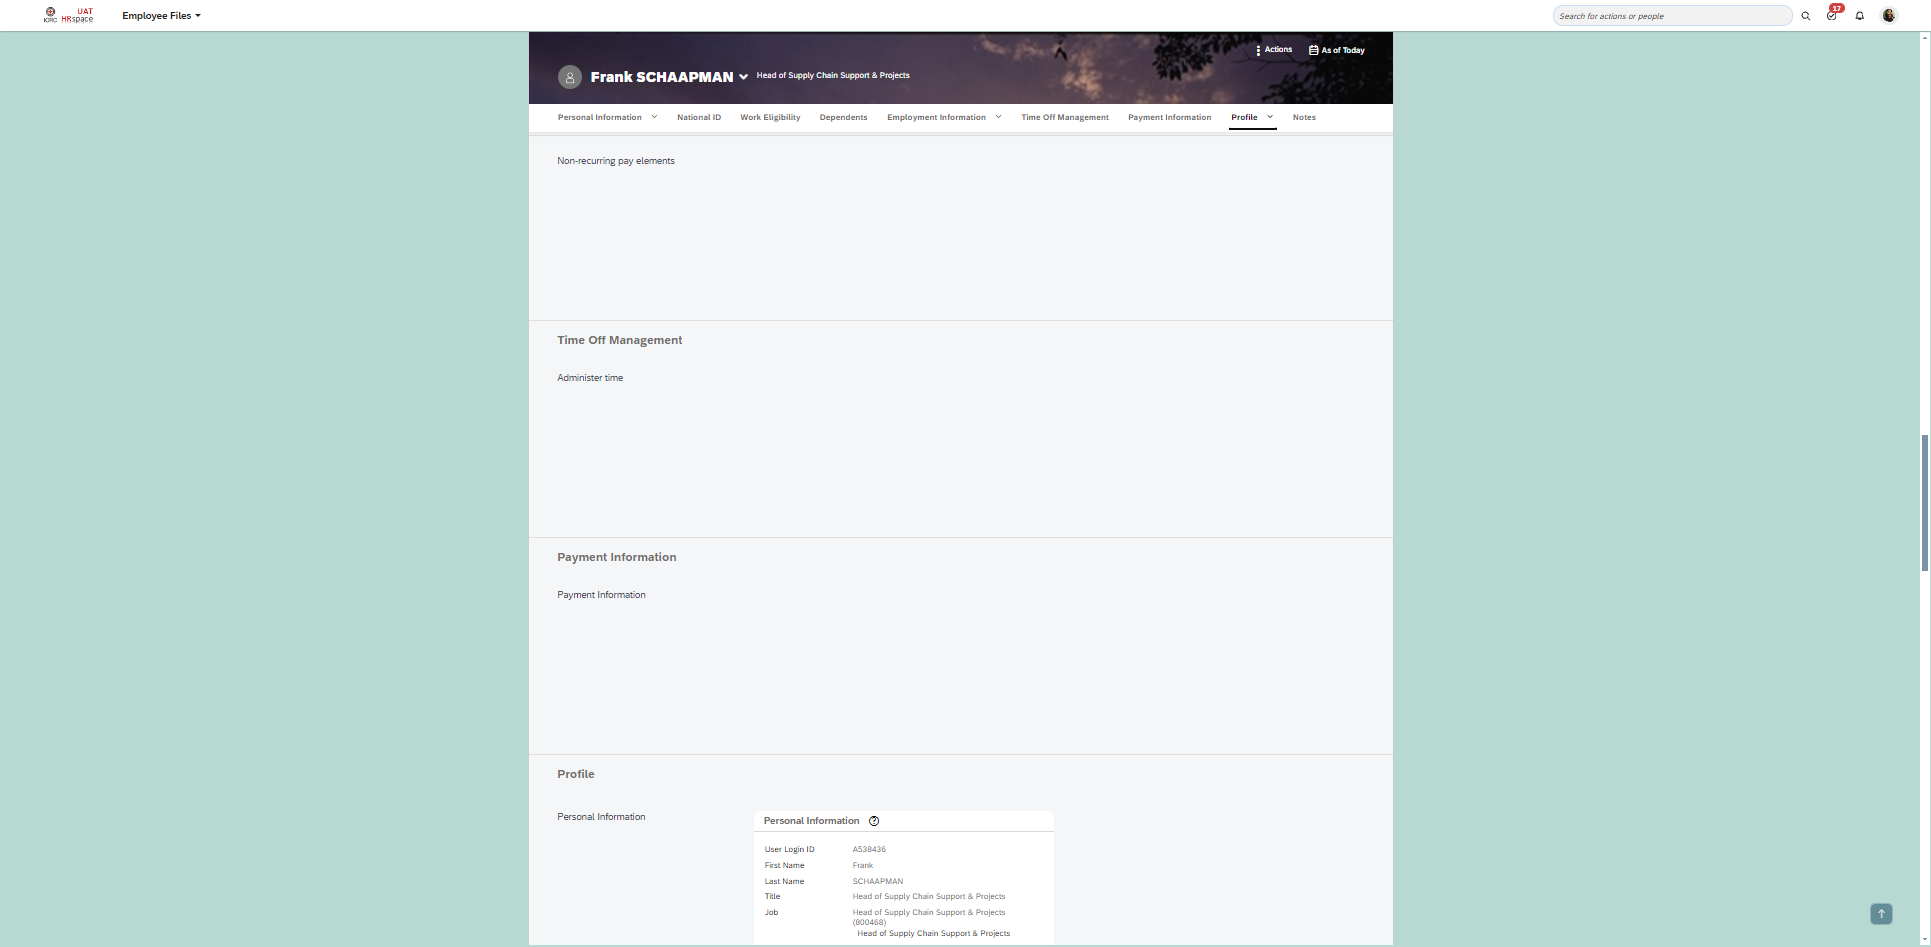 UAT
ICRC HRspace
Employee Files
Search for actions or people
17
Actions
As of Today
Frank SCHAAPMAN
Head of Supply Chain Support & Projects
Personal Information
National ID
Work Eligibility
Dependents
Employment Information
Time Off Management
Payment Information
Profile
Notes
Non-recurring pay elements
Time Off Management
Administer time
Payment Information
Payment Information
Profile
Personal Information
Personal Information
User Login ID A538436
First Name Frank
Last Name SCHAAPMAN
Title Head of Supply Chain Support & Projects
Job Head of Supply Chain Support & Projects
(800468)
Head of Supply Chain Support & Projects